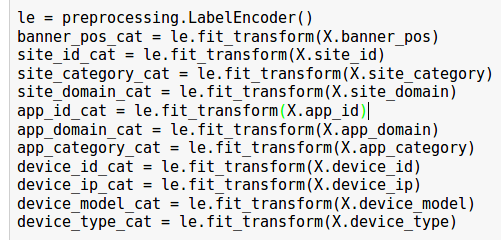 le = preprocessing.LabelEncoder()
banner_pos_cat = le.fit_transform(X.banner_pos)
site_id_cat = le.fit_transform(X.site_id)
site_category_cat = le.fit_transform(X.site_category)
site_domain_cat = le.fit_transform(X.site_domain)
app_id_cat = le.fit_transform(X.app_id)
app_domain_cat = le.fit_transform(X.app_domain)
app_category_cat = le.fit_transform(X.app_category)
device_id_cat = le.fit_transform(X.device_id)
device_ip_cat = le.fit_transform(X.device_ip)
device_model_cat = le.fit_transform(X.device_model)
device_type_cat = le.fit_transform(X.device_type)